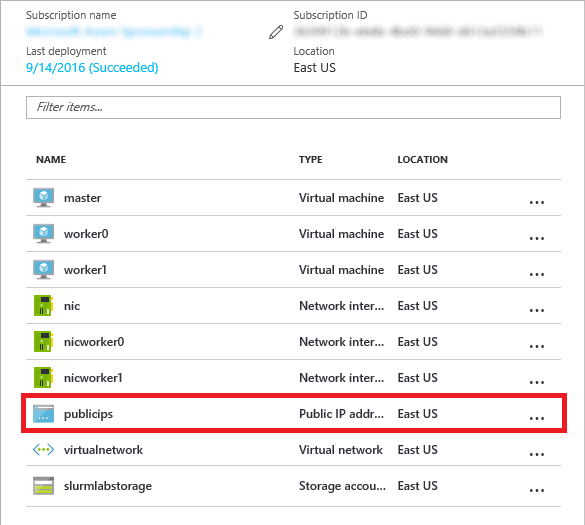 Subscription name
Subscription ID
Last deployment
9/14/2016 (Succeeded)
Location
East US
Filter items...
NAME TYPE LOCATION
master Virtual machine East US ...
worker0 Virtual machine East US ...
worker1 Virtual machine East US ...
nic Network inter... East US ...
nicworker0 Network inter... East US ...
nicworker1 Network inter... East US ...
publicips Public IP addr... East US ...
virtualnetwork Virtual network East US ...
slurmlabstorage Storage accou... East US ...